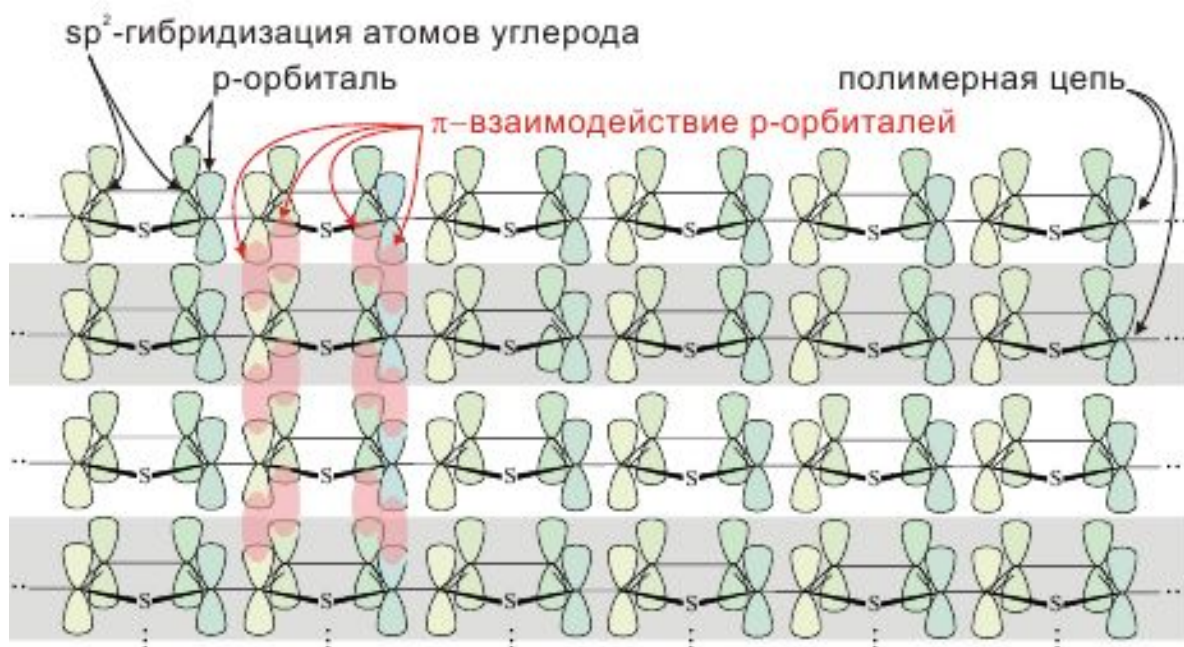 sp²-гибридизация атомов углерода
p-орбиталь
полимерная цепь
π-взаимодействие p-орбиталей
S S S S S S
S S S S S S
S S S S S S
S S S S S S